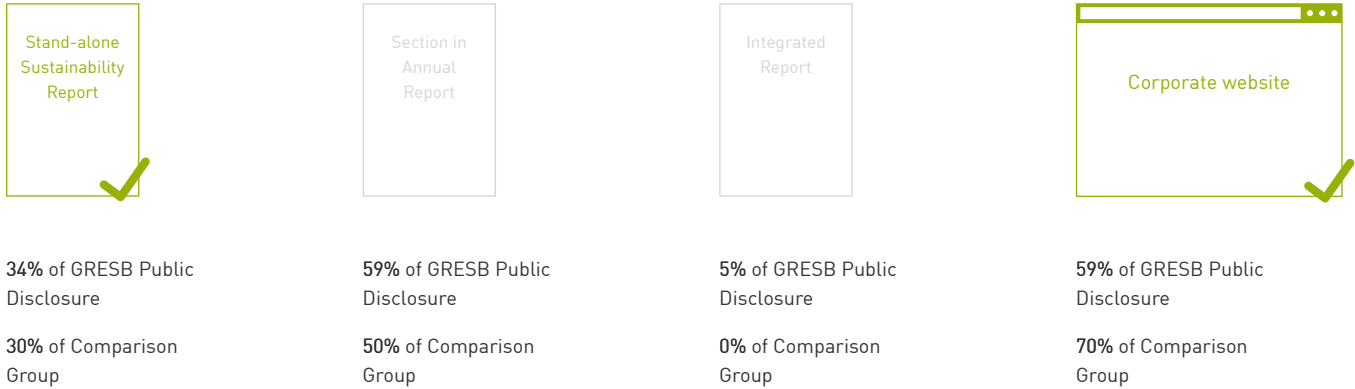 Stand-alone
Sustainability
Report
Section in
Annual
Report
Integrated
Report
Corporate website
34% of GRESB Public
Disclosure
30% of Comparison
Group
59% of GRESB Public
Disclosure
50% of Comparison
Group
5% of GRESB Public
Disclosure
0% of Comparison
Group
59% of GRESB Public
Disclosure
70% of Comparison
Group